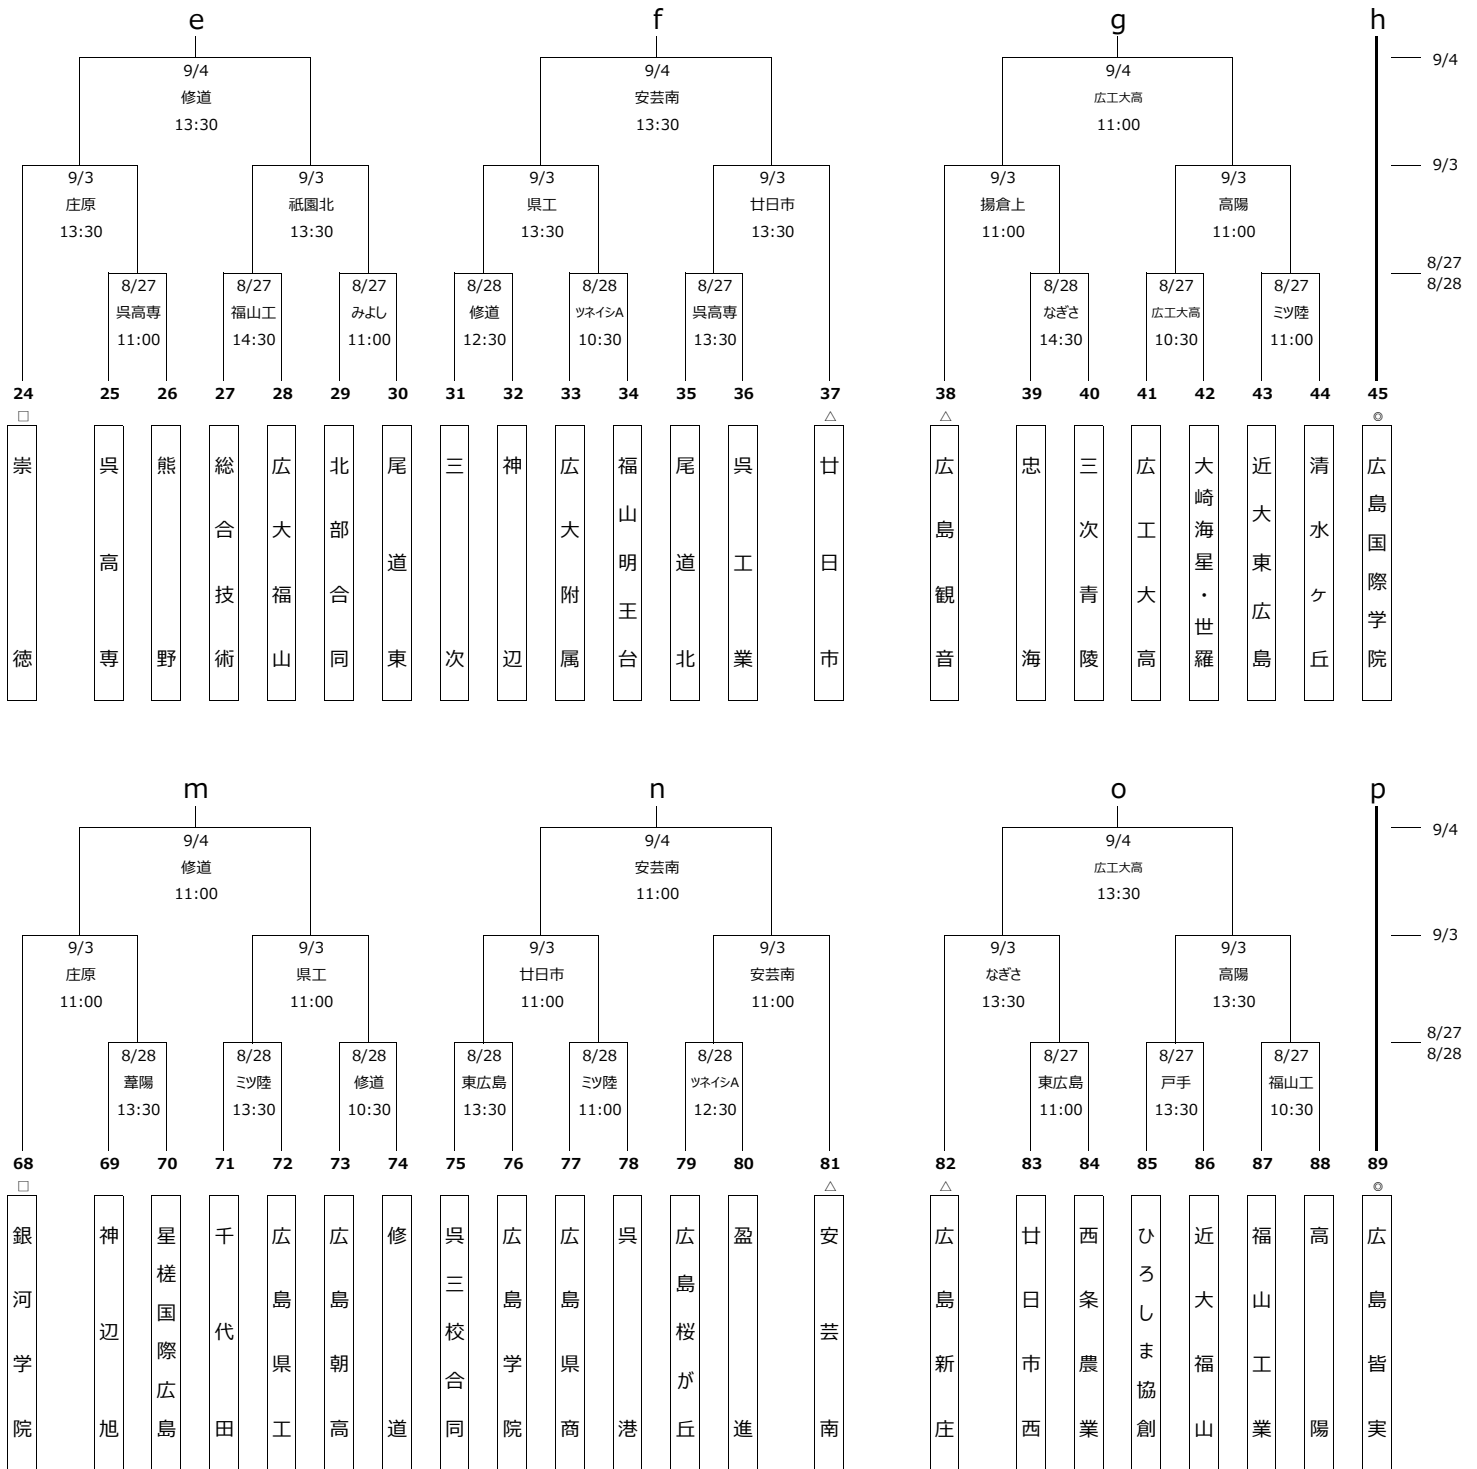 e f g h
9/4 9/4 9/4 9/4
修道 安芸南 広工大高
13:30 13:30 11:00
9/3
9/3 9/3 9/3 9/3 9/3 9/3
庄原 祇園北 県工 廿日市 揚倉上 高陽
13:30 13:30 13:30 13:30 11:00 11:00
8/27
8/28
8/27 8/27 8/27 8/28 8/28 8/27 8/28 8/27 8/27
呉高専 福山工 みよし 修道 ツネイシA 呉高専 なぎさ 広工大高 ミツ陸
11:00 14:30 11:00 12:30 10:30 13:30 14:30 10:30 11:00
24 25 26 27 28 29 30 31 32 33 34 35 36 37 38 39 40 41 42 43 44 45
□ △ △ ◎
崇徳
呉高専
熊野
総合技術
広大福山
北部合同
尾道東
三次
神辺
広大附属
福山明王台
尾道北
呉工業
廿日市
広島観音
忠海
三次青陵
広工大高
大崎海星・世羅
近大東広島
清水ヶ丘
広島国際学院
m n o p
9/4 9/4 9/4 9/4
修道 安芸南 広工大高
11:00 11:00 13:30
9/3
9/3 9/3 9/3 9/3 9/3 9/3
庄原 県工 廿日市 安芸南 なぎさ 高陽
11:00 11:00 11:00 11:00 13:30 13:30
8/27
8/28
8/28 8/28 8/28 8/28 8/28 8/28 8/27 8/27 8/27
葦陽 ミツ陸 修道 東広島 ミツ陸 ツネイシA 東広島 戸手 福山工
13:30 13:30 10:30 13:30 11:00 12:30 11:00 13:30 10:30
68 69 70 71 72 73 74 75 76 77 78 79 80 81 82 83 84 85 86 87 88 89
□ △ △ ◎
銀河学院
神辺旭
星槎国際広島
千代田
広島県工
広島朝高
修道
呉三校合同
広島学院
広島県商
呉港
広島桜が丘
盈進
安芸南
広島新庄
廿日市西
西条農業
ひろしま協創
近大福山
福山工業
高陽
広島皆実